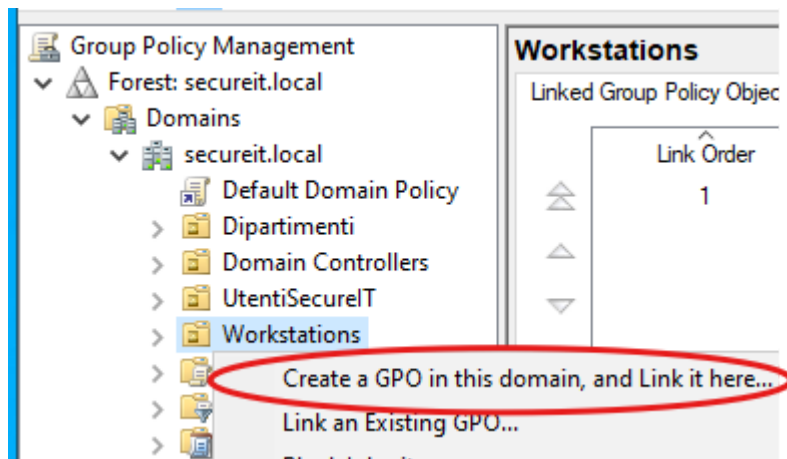 Group Policy Management
Forest: secureit.local
Domains
secureit.local
Default Domain Policy
Dipartimenti
Domain Controllers
UtentiSecureIT
Workstations
Create a GPO in this domain, and Link it here...
Link an Existing GPO...
Workstations
Linked Group Policy Objec
Link Order
1